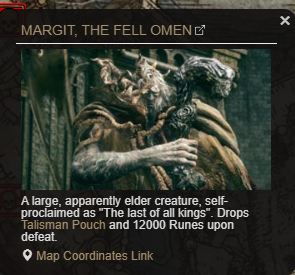 MARGIT, THE FELL OMEN
A large, apparently elder creature, self-
proclaimed as "The last of all kings". Drops
Talisman Pouch and 12000 Runes upon
defeat.
Map Coordinates Link